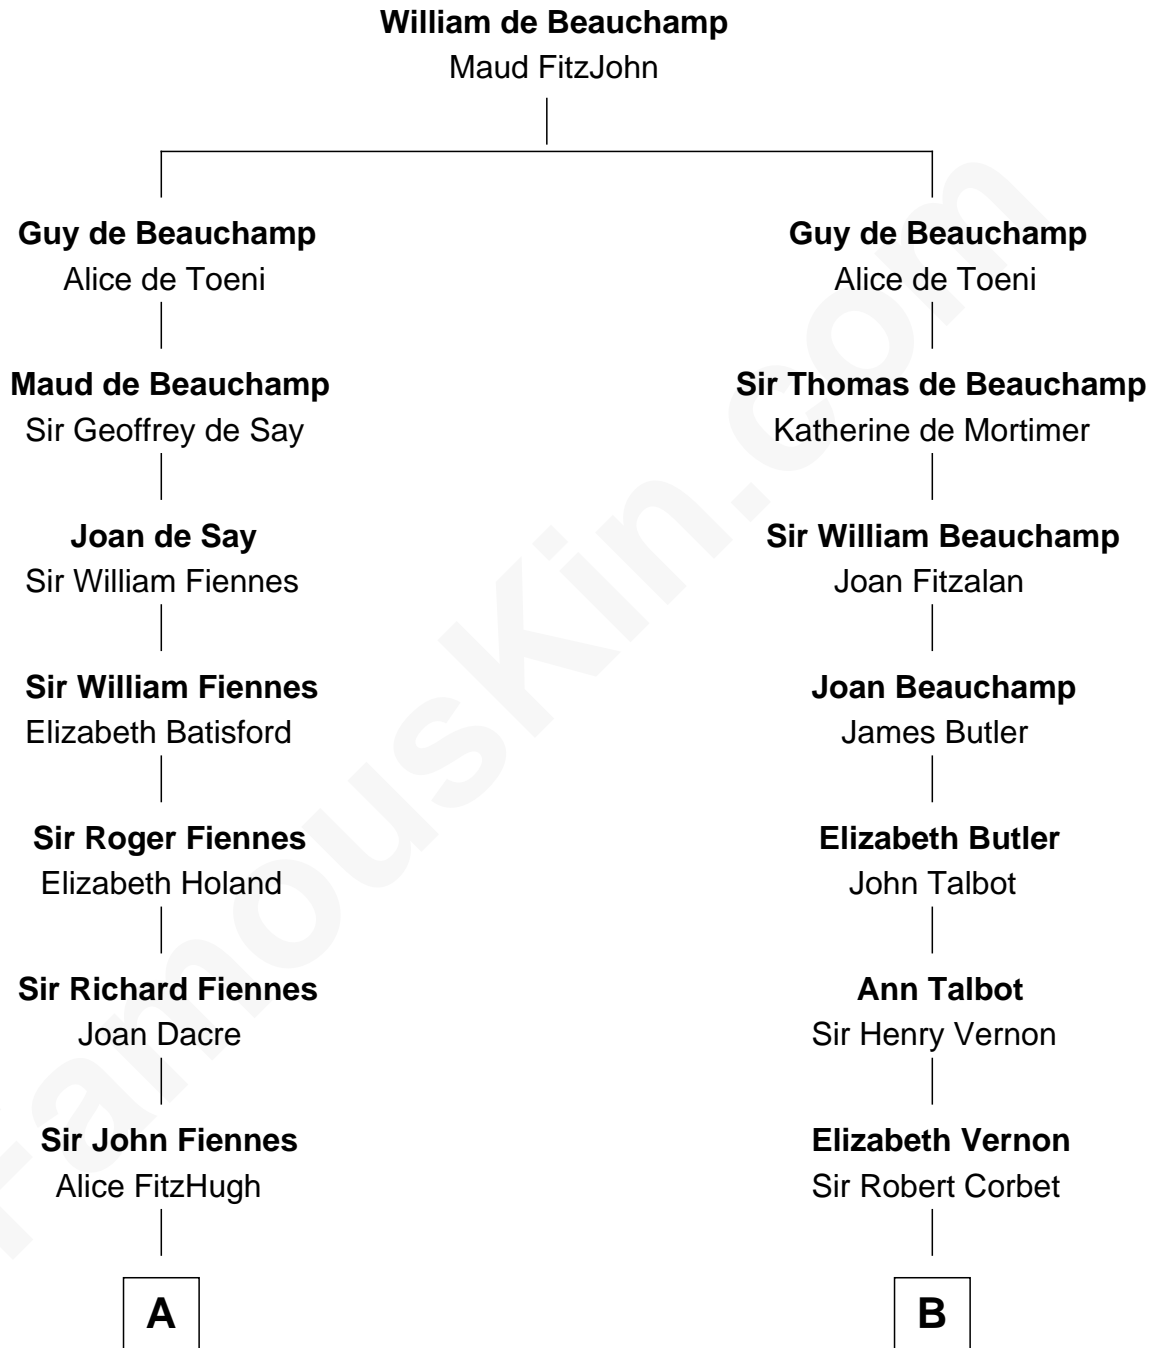 William de Beauchamp
Maud FitzJohn
Guy de Beauchamp
Alice de Toeni
Maud de Beauchamp
Sir Geoffrey de Say
Joan de Say
Sir William Fiennes
Sir William Fiennes
Elizabeth Batisford
Sir Roger Fiennes
Elizabeth Holand
Sir Richard Fiennes
Joan Dacre
Sir John Fiennes
Alice FitzHugh
A
Guy de Beauchamp
Alice de Toeni
Sir Thomas de Beauchamp
Katherine de Mortimer
Sir William Beauchamp
Joan Fitzalan
Joan Beauchamp
James Butler
Elizabeth Butler
John Talbot
Ann Talbot
Sir Henry Vernon
Elizabeth Vernon
Sir Robert Corbet
B
FamousKin.com